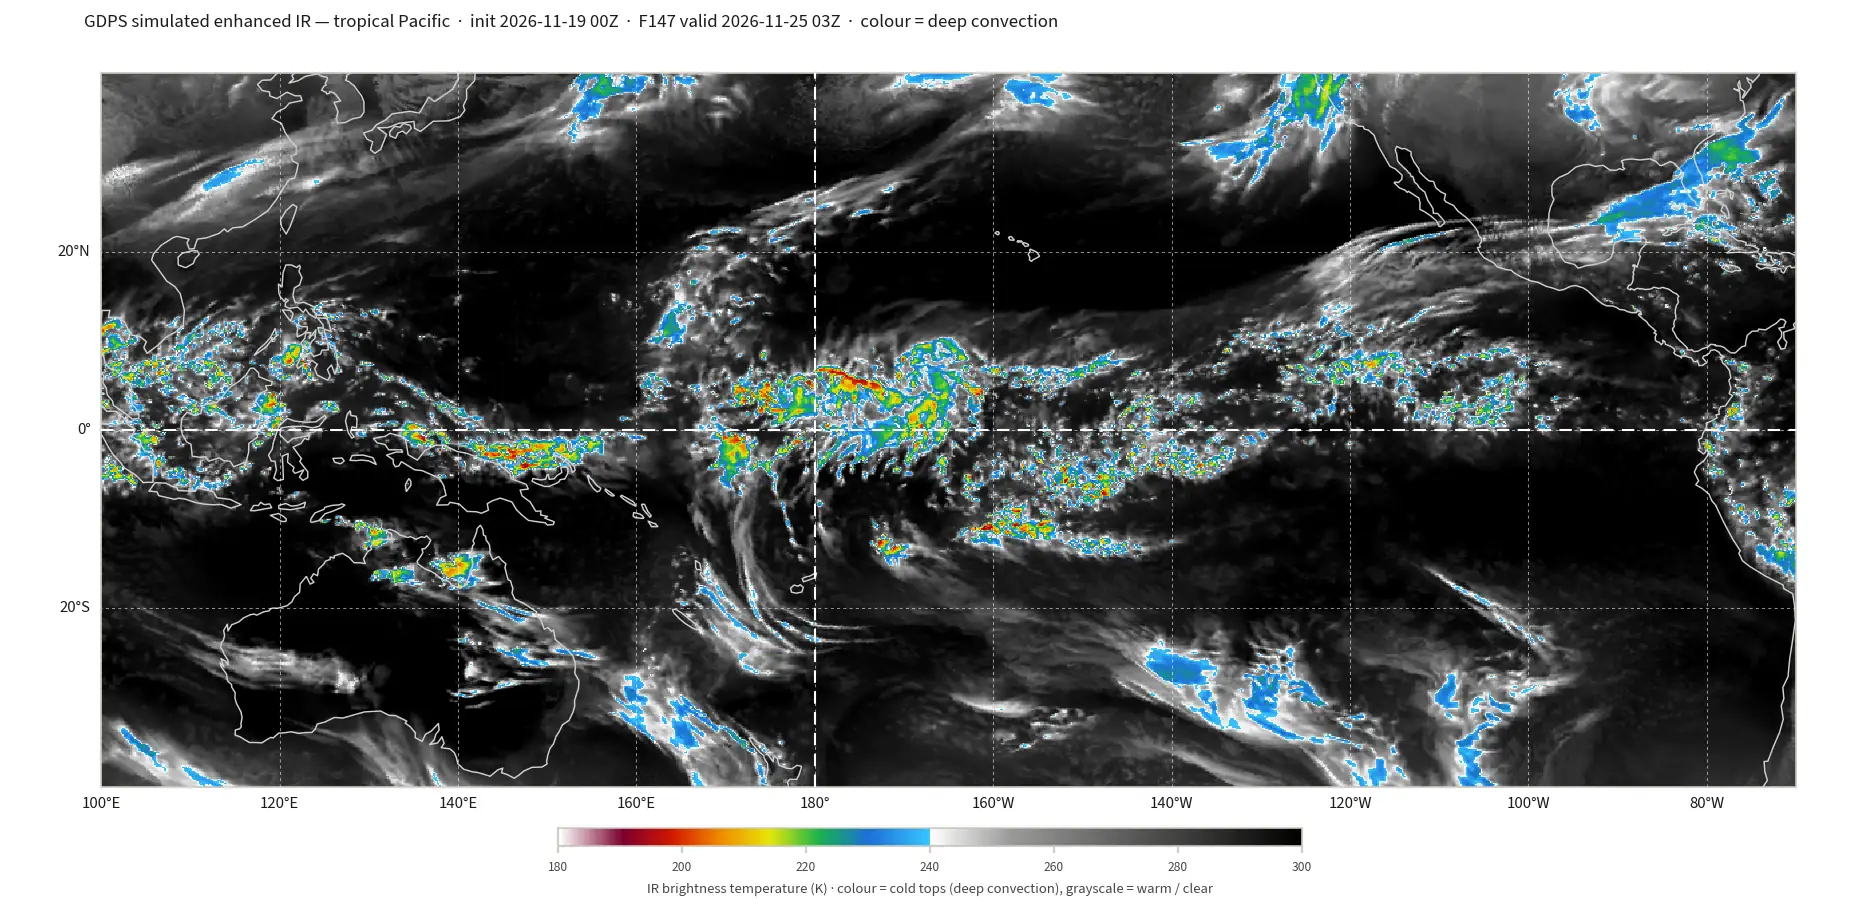 GDPS simulated enhanced IR — tropical Pacific · init 2026-11-19 00Z · F147 valid 2026-11-25 03Z · colour = deep convection
20°N
0°
20°S
100°E 120°E 140°E 160°E 180° 160°W 140°W 120°W 100°W 80°W
180 200 220 240 260 280 300
IR brightness temperature (K) · colour = cold tops (deep convection), grayscale = warm / clear